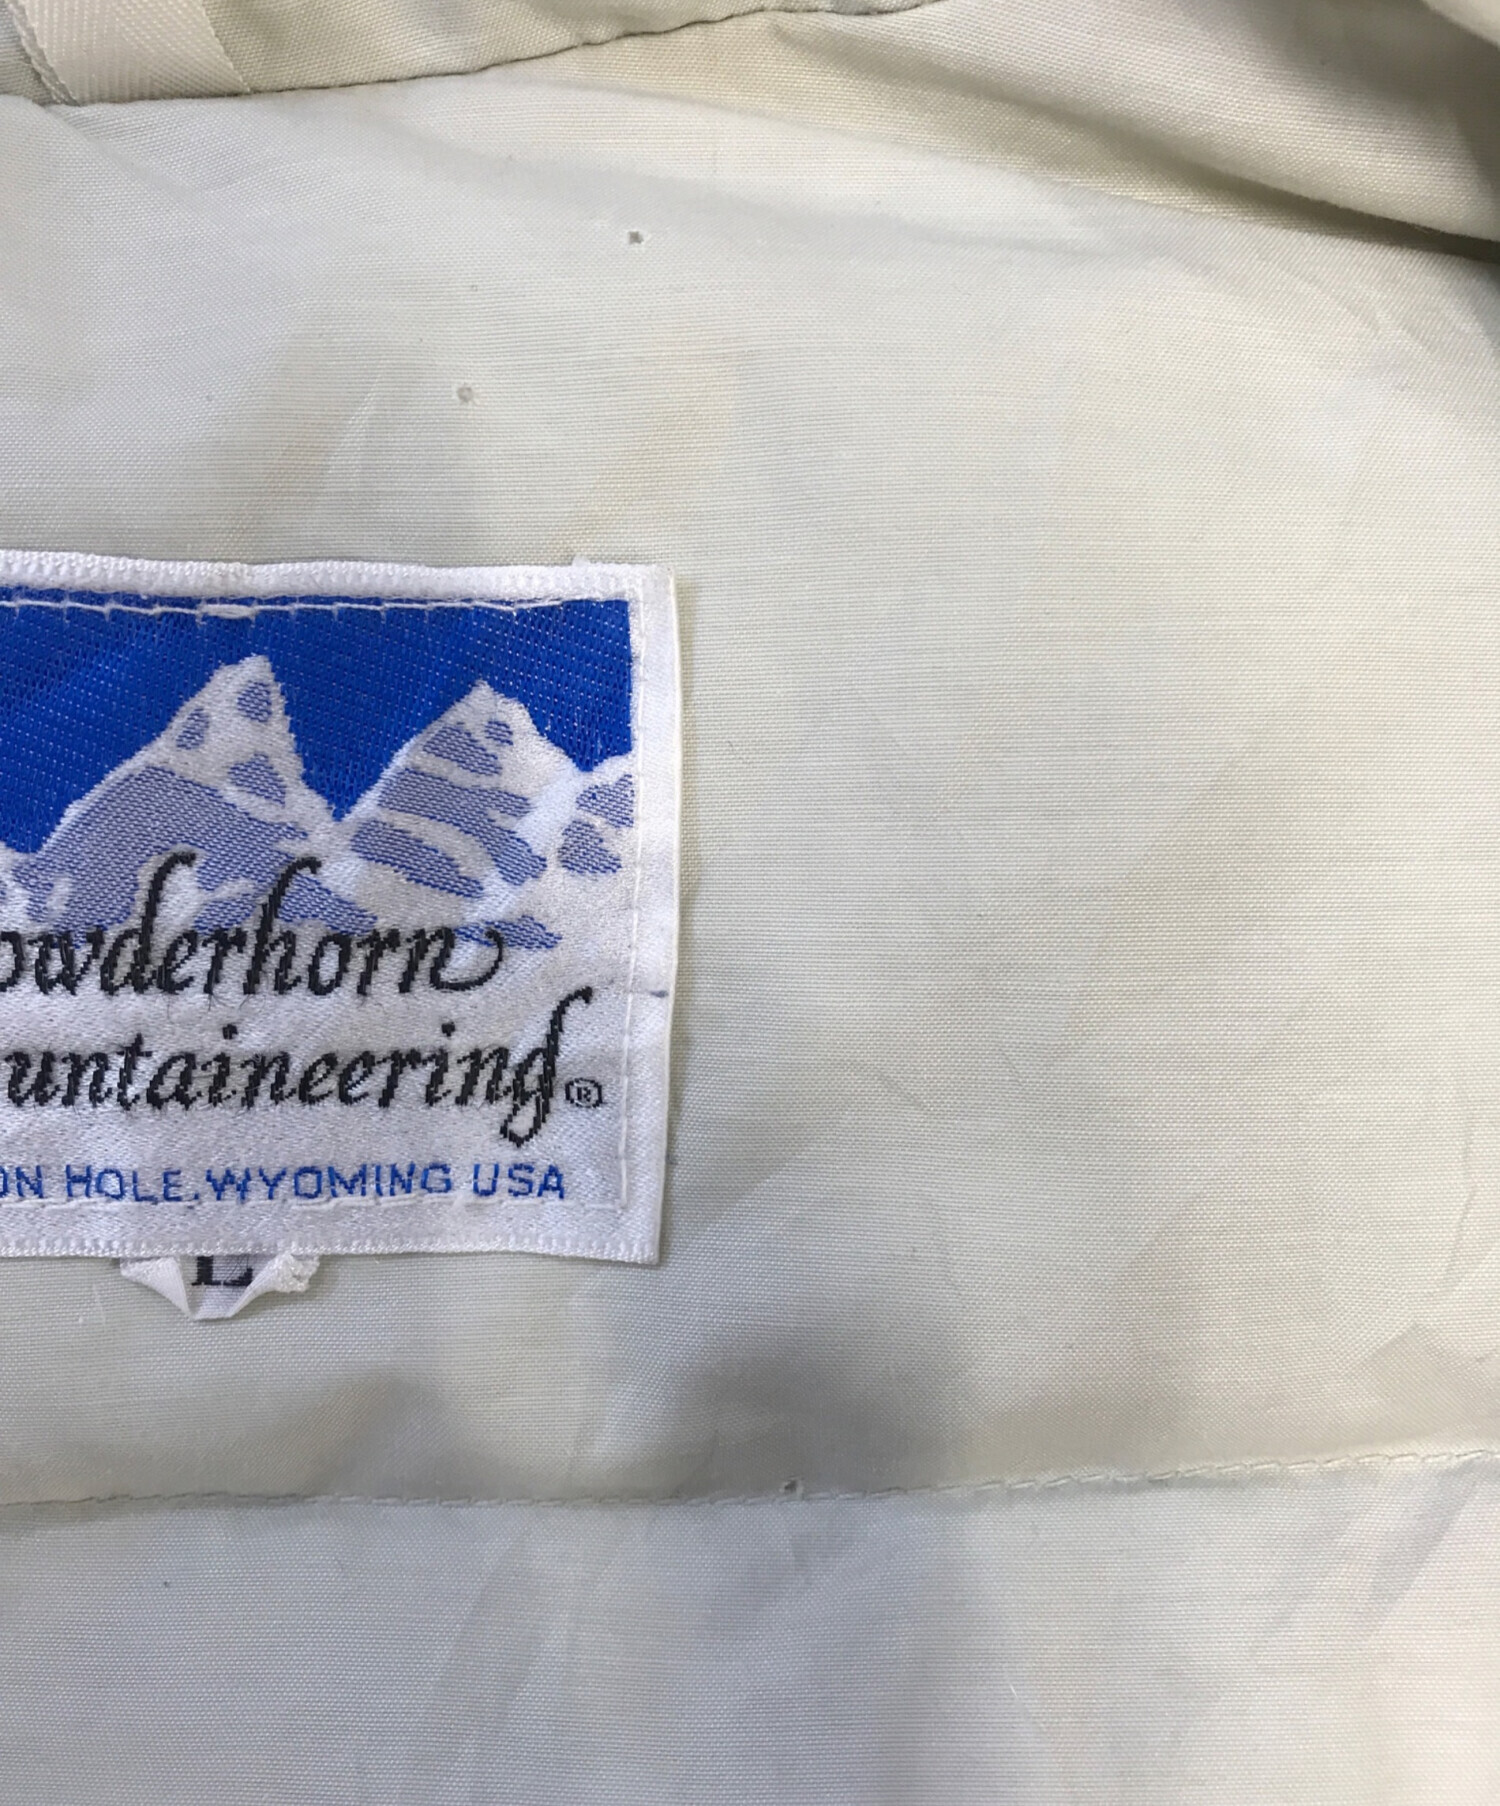 owderhorn
untaineering®
ON HOLE, WYOMING USA
L